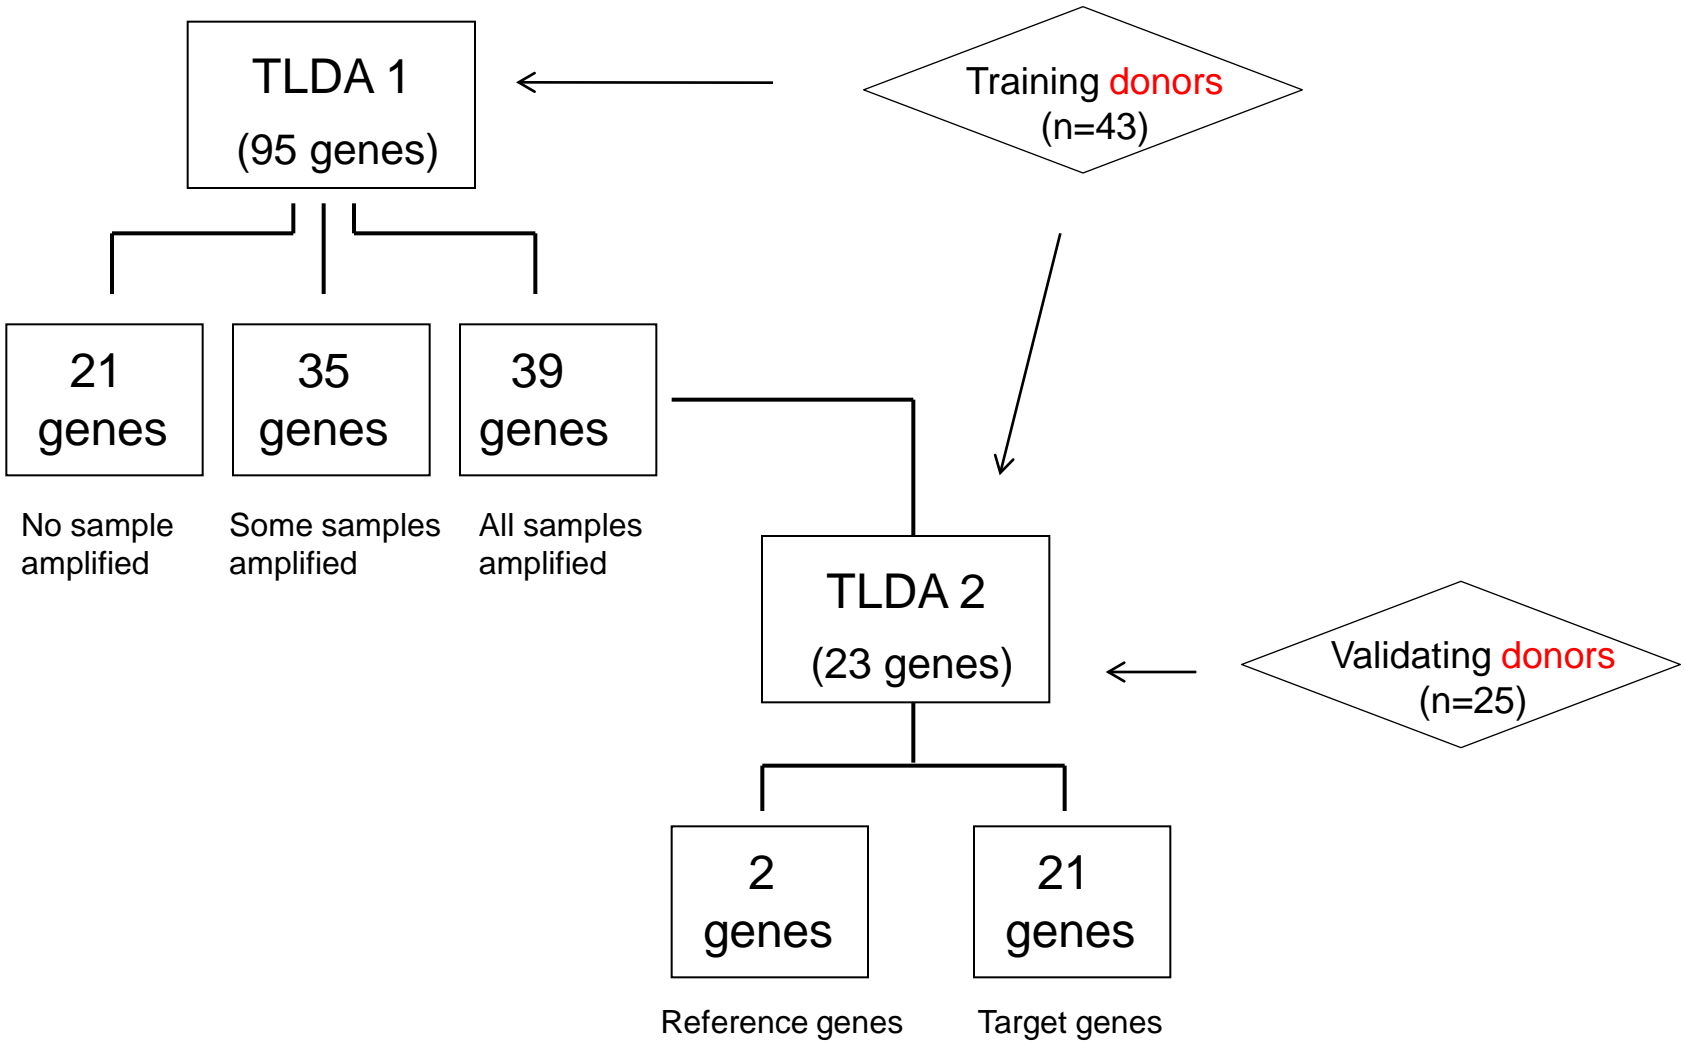 TLDA 1
(95 genes)
Training donors
(n=43)
21
genes
35
genes
39
genes
No sample
amplified
Some samples
amplified
All samples
amplified
TLDA 2
(23 genes)
Validating donors
(n=25)
2
genes
21
genes
Reference genes
Target genes